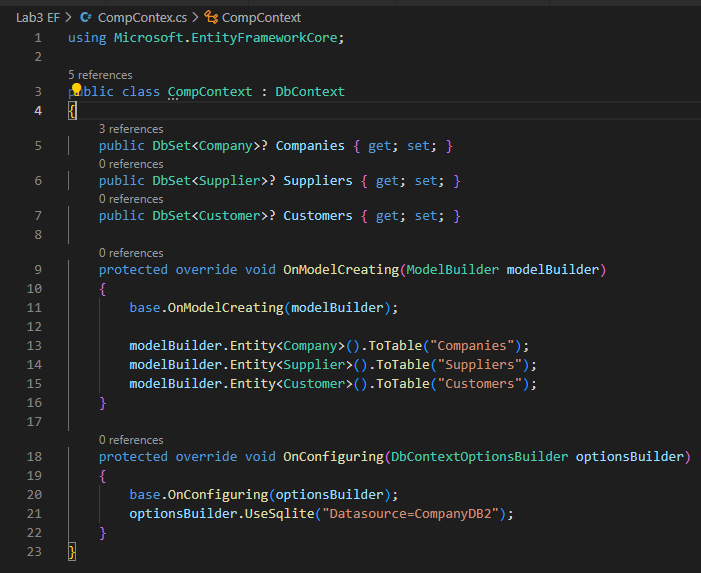 Lab3 EF > CompContex.cs > CompContext
1 using Microsoft.EntityFrameworkCore;
2
5 references
3 public class CompContext : DbContext
4 {
3 references
5 public DbSet<Company>? Companies { get; set; }
0 references
6 public DbSet<Supplier>? Suppliers { get; set; }
0 references
7 public DbSet<Customer>? Customers { get; set; }
8
0 references
9 protected override void OnModelCreating(ModelBuilder modelBuilder)
10 {
11 base.OnModelCreating(modelBuilder);
12
13 modelBuilder.Entity<Company>().ToTable("Companies");
14 modelBuilder.Entity<Supplier>().ToTable("Suppliers");
15 modelBuilder.Entity<Customer>().ToTable("Customers");
16 }
17
0 references
18 protected override void OnConfiguring(DbContextOptionsBuilder optionsBuilder)
19 {
20 base.OnConfiguring(optionsBuilder);
21 optionsBuilder.UseSqlite("Datasource=CompanyDB2");
22 }
23 }